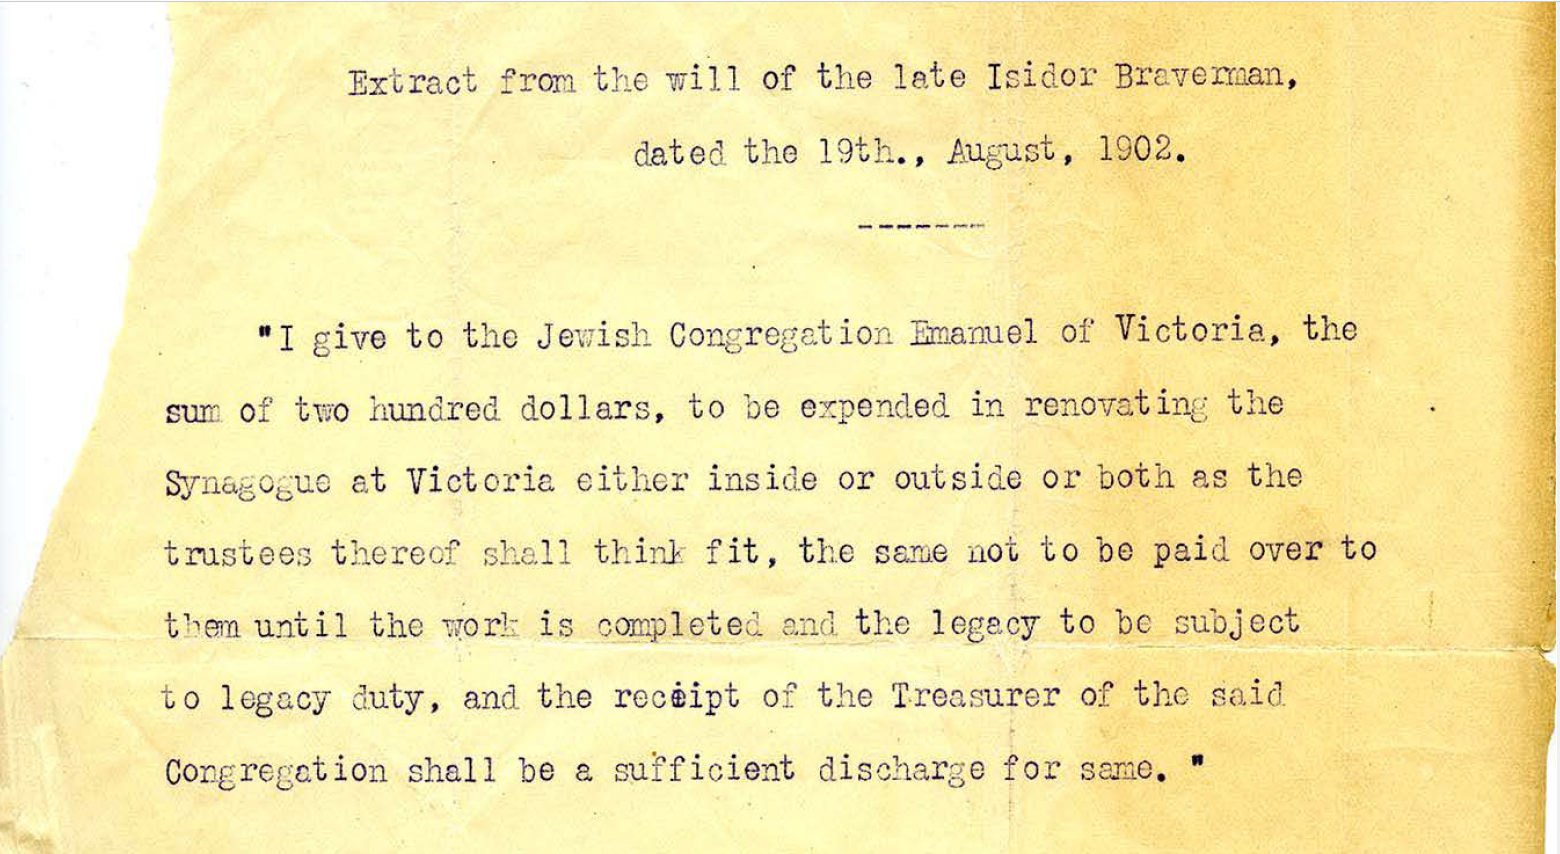 Extract from the will of the late Isidor Braverman,
dated the 19th., August, 1902.
-------
"I give to the Jewish Congregation Emanuel of Victoria, the
sum of two hundred dollars, to be expended in renovating the
Synagogue at Victoria either inside or outside or both as the
trustees thereof shall think fit, the same not to be paid over to
them until the work is completed and the legacy to be subject
to legacy duty, and the receipt of the Treasurer of the said
Congregation shall be a sufficient discharge for same. "